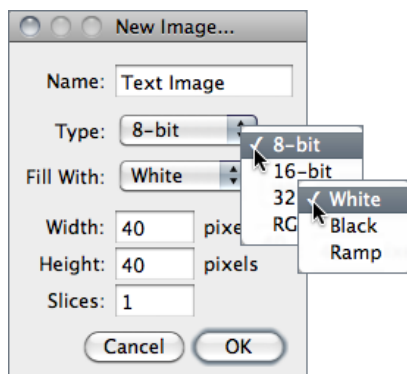 New Image...
Name: Text Image
Type: 8-bit
✓ 8-bit
16-bit
Fill With: White
32
✓ White
RG
Black
Ramp
Width: 40 pixe
Height: 40 pixels
Slices: 1
Cancel OK